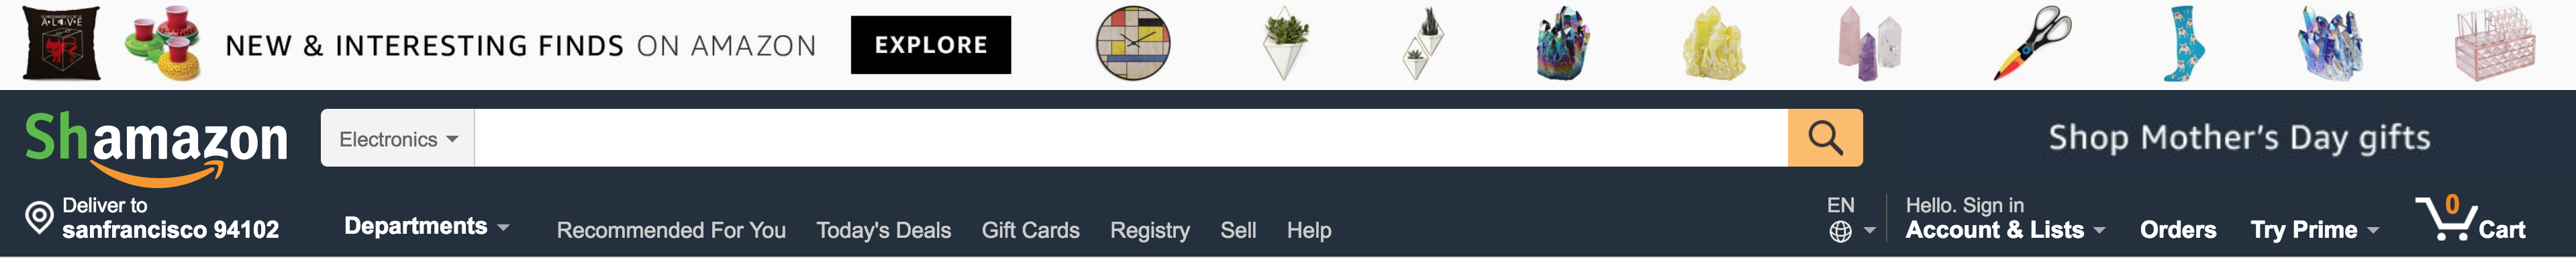 NEW & INTERESTING FINDS ON AMAZON
EXPLORE
Shamazon
Electronics
Shop Mother's Day gifts
Deliver to
sanfrancisco 94102
Departments
Recommended For You
Today's Deals
Gift Cards
Registry
Sell
Help
EN
Hello. Sign in
Account & Lists
Orders
Try Prime
0
Cart